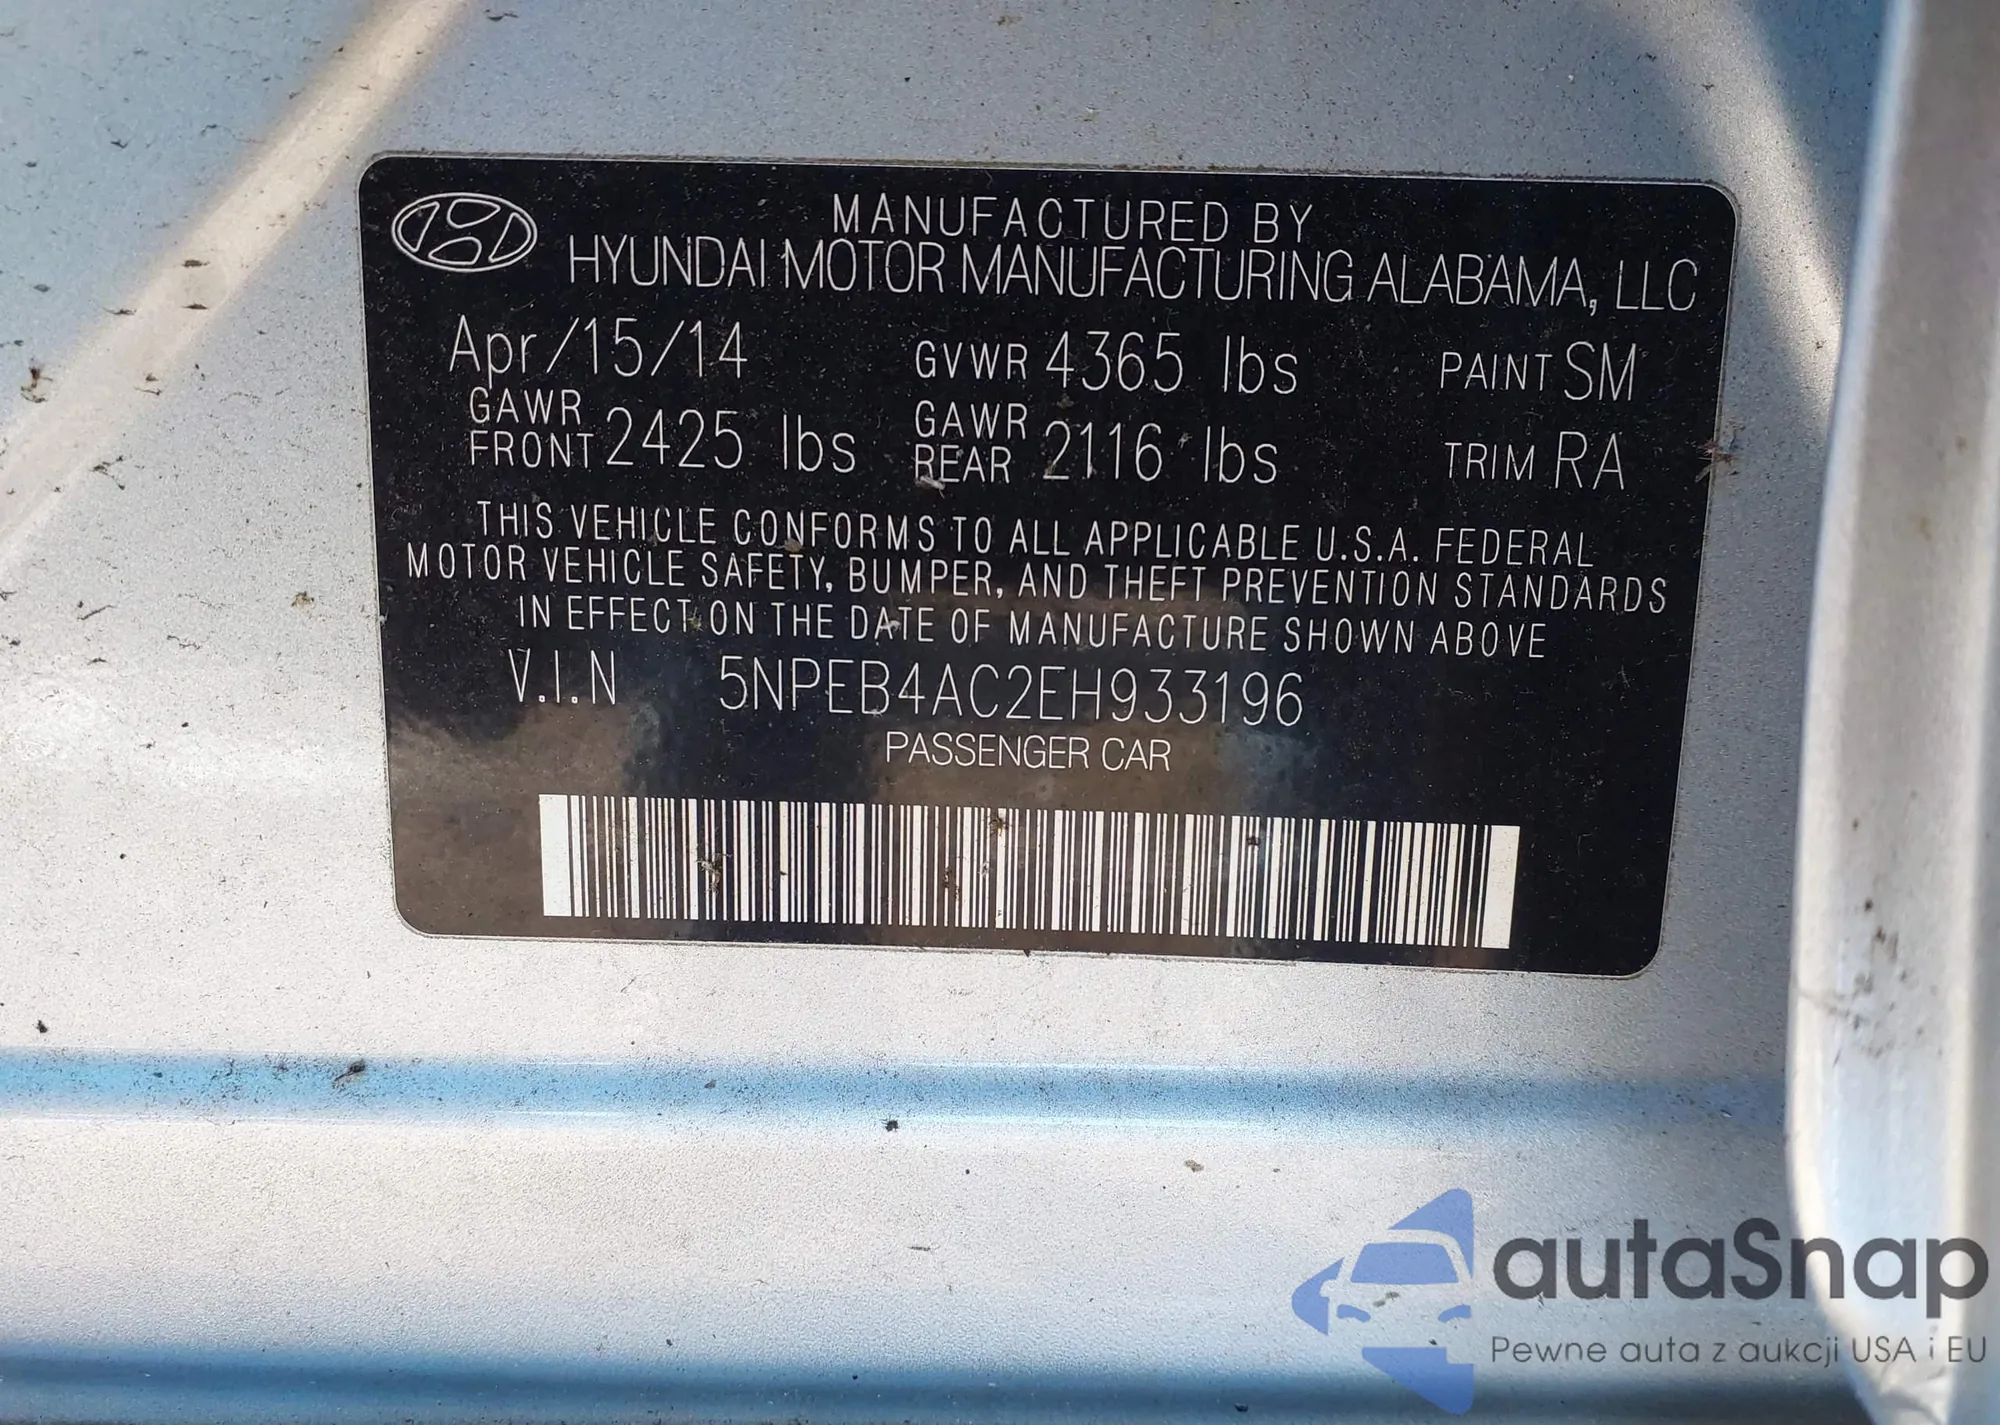 MANUFACTURED BY
HYUNDAI MOTOR MANUFACTURING ALABAMA, LLC
Apr/15/14 GVWR 4365 lbs PAINT SM
GAWR FRONT 2425 lbs GAWR REAR 2116 lbs TRIM RA
THIS VEHICLE CONFORMS TO ALL APPLICABLE U.S.A. FEDERAL
MOTOR VEHICLE SAFETY, BUMPER, AND THEFT PREVENTION STANDARDS
IN EFFECT ON THE DATE OF MANUFACTURE SHOWN ABOVE
V.I.N 5NPEB4AC2EH933196
PASSENGER CAR
autaSnap
Pewne auta z aukcji USA i EU